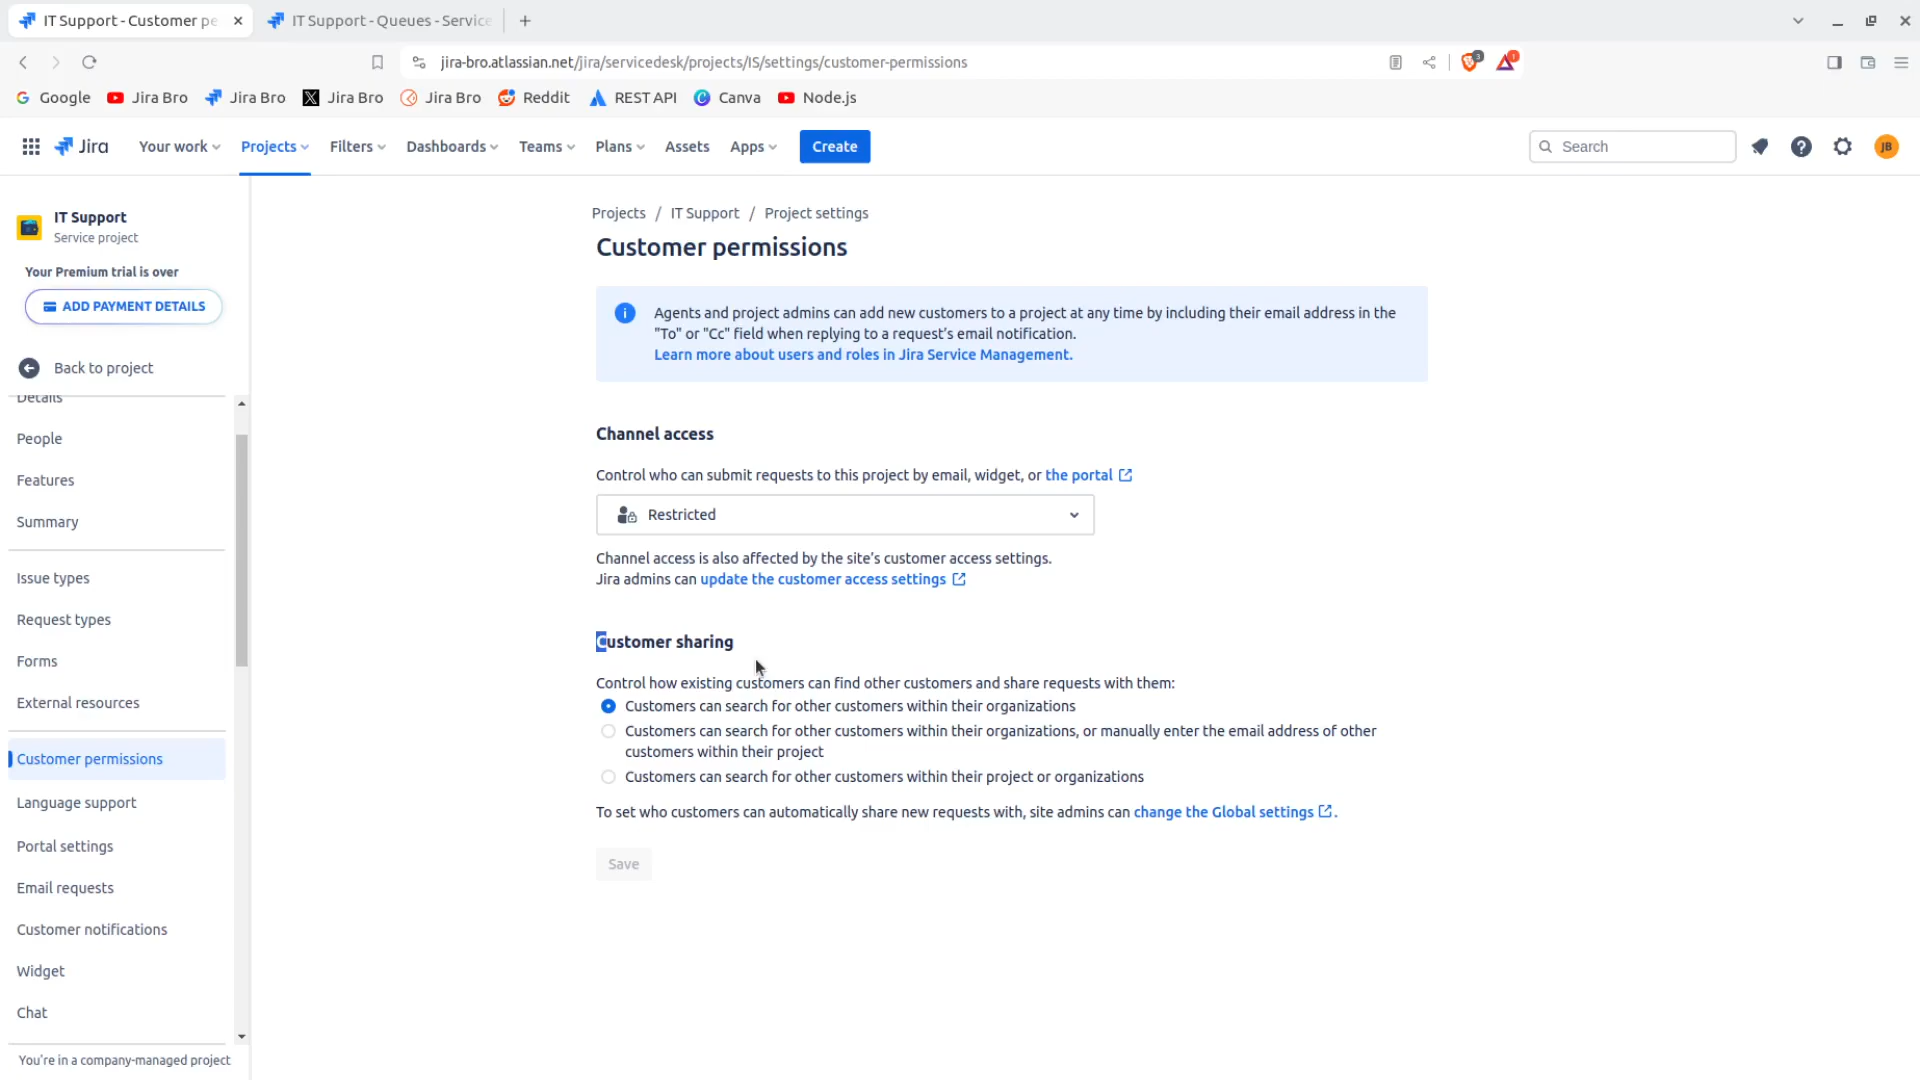 IT Support - Customer pe
IT Support - Queues - Service
jira-bro.atlassian.net/jira/servicedesk/projects/IS/settings/customer-permissions
3
1
Google
Jira Bro
Jira Bro
Jira Bro
Jira Bro
Reddit
REST API
Canva
Node.js
Jira
Your work
Projects
Filters
Dashboards
Teams
Plans
Assets
Apps
Create
Search
JB
IT Support
Service project
Your Premium trial is over
ADD PAYMENT DETAILS
Back to project
Details
People
Features
Summary
Issue types
Request types
Forms
External resources
Customer permissions
Language support
Portal settings
Email requests
Customer notifications
Widget
Chat
You're in a company-managed project
Projects / IT Support / Project settings
Customer permissions
Agents and project admins can add new customers to a project at any time by including their email address in the
"To" or "Cc" field when replying to a request's email notification.
Learn more about users and roles in Jira Service Management.
Channel access
Control who can submit requests to this project by email, widget, or the portal
Restricted
Channel access is also affected by the site's customer access settings.
Jira admins can update the customer access settings
Customer sharing
Control how existing customers can find other customers and share requests with them:
Customers can search for other customers within their organizations
Customers can search for other customers within their organizations, or manually enter the email address of other
customers within their project
Customers can search for other customers within their project or organizations
To set who customers can automatically share new requests with, site admins can change the Global settings.
Save